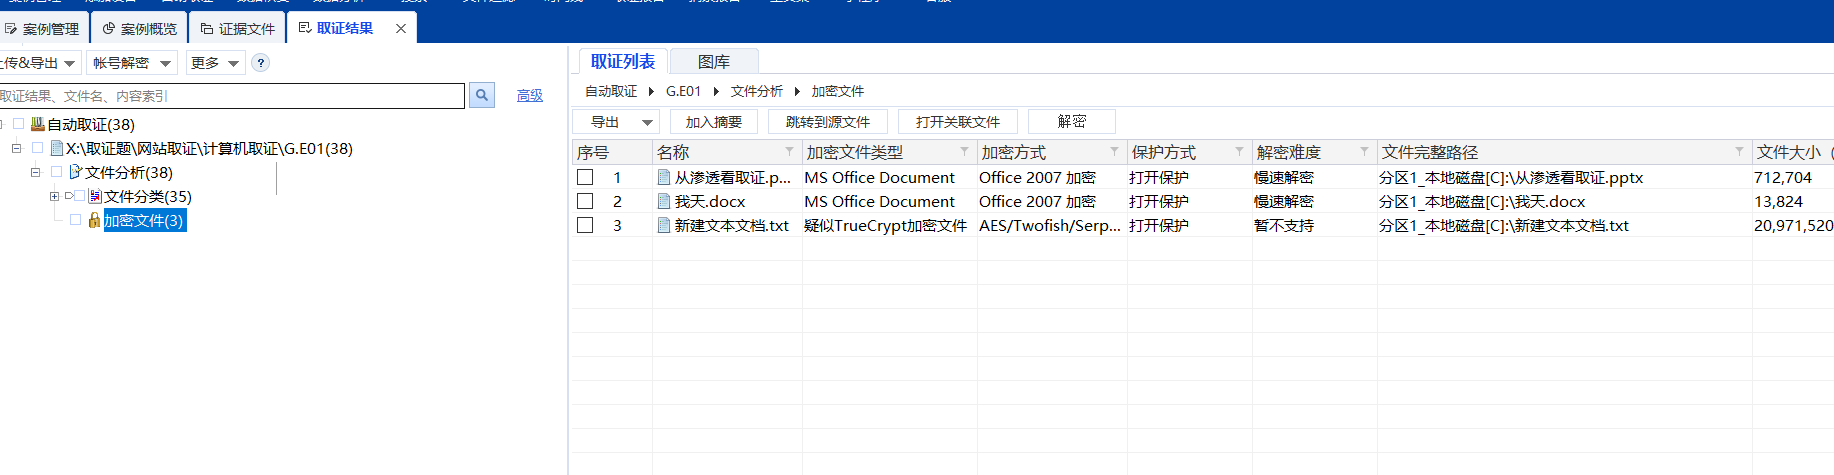 案例管理 案例概览 证据文件 取证结果
上传&导出 帐号解密 更多 ?
取证结果、文件名、内容索引 高级
自动取证(38)
X:\取证题\网站取证\计算机取证\G.E01(38)
文件分析(38)
文件分类(35)
加密文件(3)
取证列表 图库
自动取证 G.E01 文件分析 加密文件
导出 加入摘要 跳转到源文件 打开关联文件 解密
序号 名称 加密文件类型 加密方式 保护方式 解密难度 文件完整路径 文件大小（
1 从渗透看取证.p... MS Office Document Office 2007 加密 打开保护 慢速解密 分区1_本地磁盘[C]:\从渗透看取证.pptx 712,704
2 我天.docx MS Office Document Office 2007 加密 打开保护 慢速解密 分区1_本地磁盘[C]:\我天.docx 13,824
3 新建文本文档.txt 疑似TrueCrypt加密文件 AES/Twofish/Serp... 打开保护 暂不支持 分区1_本地磁盘[C]:\新建文本文档.txt 20,971,520